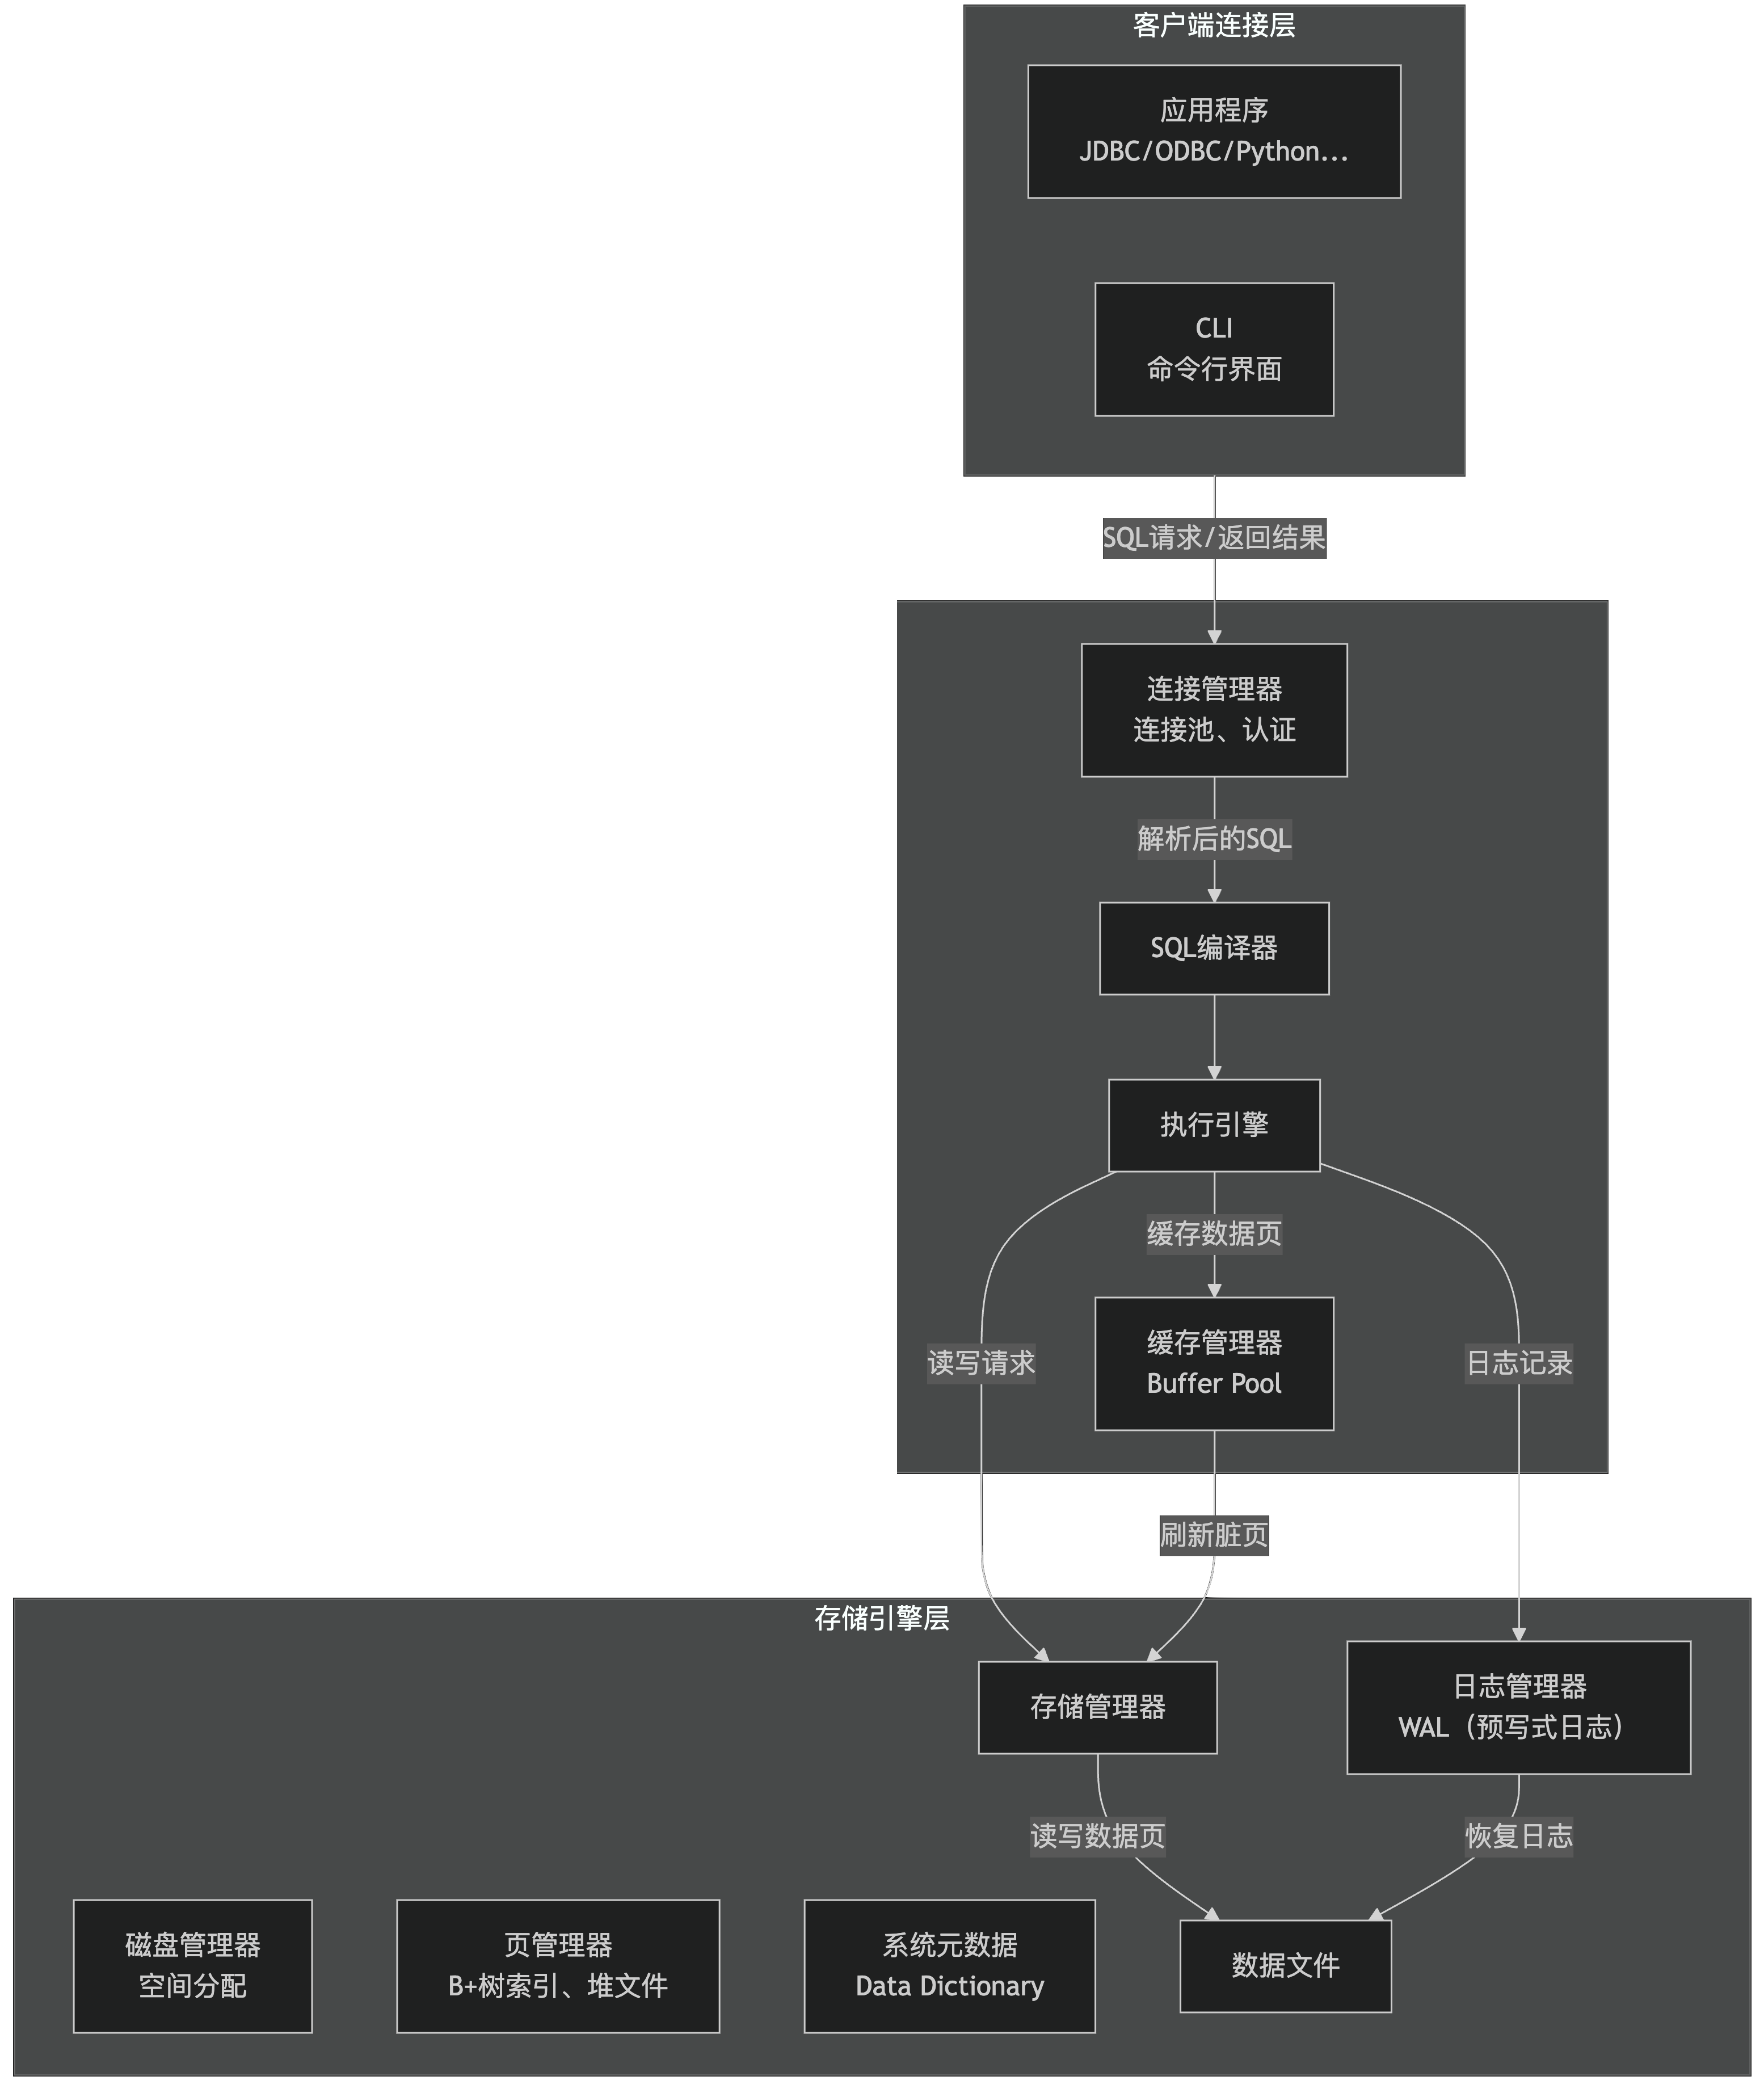 客户端连接层
应用程序
JDBC/ODBC/Python...
CLI
命令行界面
SQL请求/返回结果
连接管理器
连接池、认证
解析后的SQL
SQL编译器
执行引擎
缓存数据页
缓存管理器
Buffer Pool
读写请求
日志记录
刷新脏页
存储引擎层
存储管理器
日志管理器
WAL（预写式日志）
读写数据页
恢复日志
磁盘管理器
空间分配
页管理器
B+树索引、堆文件
系统元数据
Data Dictionary
数据文件